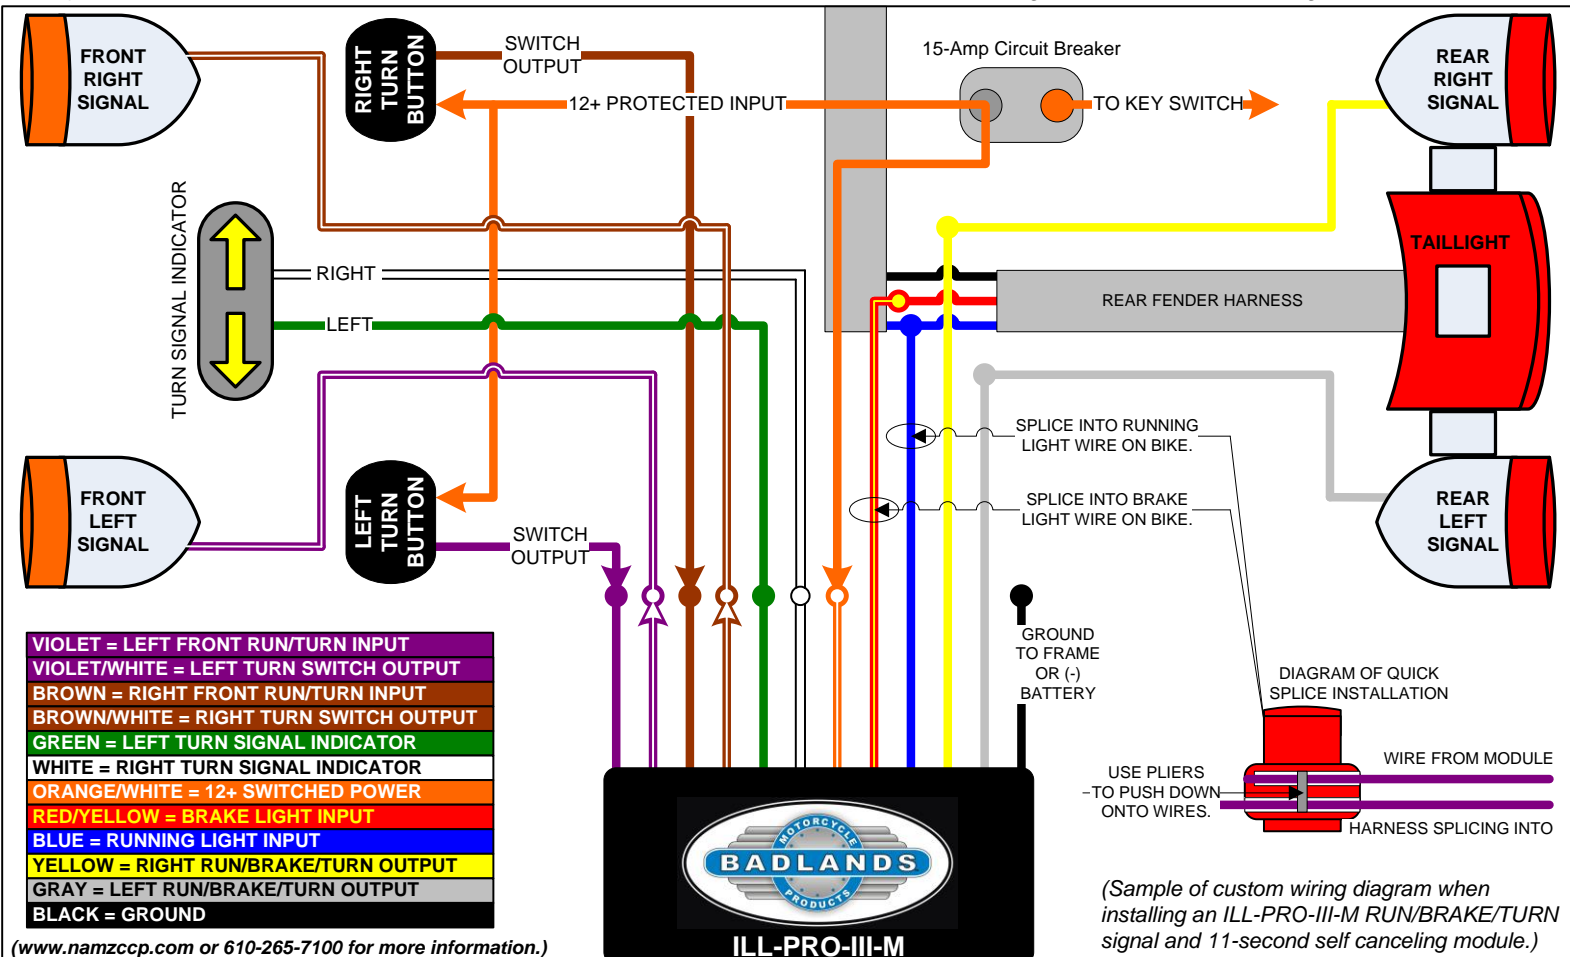 FRONT
RIGHT
SIGNAL
RIGHT
TURN
BUTTON
SWITCH
OUTPUT
12+ PROTECTED INPUT
15-Amp Circuit Breaker
TO KEY SWITCH
REAR
RIGHT
SIGNAL
TURN SIGNAL INDICATOR
RIGHT
LEFT
REAR FENDER HARNESS
TAILLIGHT
FRONT
LEFT
SIGNAL
LEFT
TURN
BUTTON
SWITCH
OUTPUT
SPLICE INTO RUNNING
LIGHT WIRE ON BIKE.
SPLICE INTO BRAKE
LIGHT WIRE ON BIKE.
REAR
LEFT
SIGNAL
VIOLET = LEFT FRONT RUN/TURN INPUT
VIOLET/WHITE = LEFT TURN SWITCH OUTPUT
BROWN = RIGHT FRONT RUN/TURN INPUT
BROWN/WHITE = RIGHT TURN SWITCH OUTPUT
GREEN = LEFT TURN SIGNAL INDICATOR
WHITE = RIGHT TURN SIGNAL INDICATOR
ORANGE/WHITE = 12+ SWITCHED POWER
RED/YELLOW = BRAKE LIGHT INPUT
BLUE = RUNNING LIGHT INPUT
YELLOW = RIGHT RUN/BRAKE/TURN OUTPUT
GRAY = LEFT RUN/BRAKE/TURN OUTPUT
BLACK = GROUND
(www.namzccp.com or 610-265-7100 for more information.)
GROUND
TO FRAME
OR (-)
BATTERY
MOTORCYCLE
BADLANDS
PRODUCTS
ILL-PRO-III-M
DIAGRAM OF QUICK
SPLICE INSTALLATION
WIRE FROM MODULE
USE PLIERS
TO PUSH DOWN
ONTO WIRES.
HARNESS SPLICING INTO
(Sample of custom wiring diagram when
installing an ILL-PRO-III-M RUN/BRAKE/TURN
signal and 11-second self canceling module.)